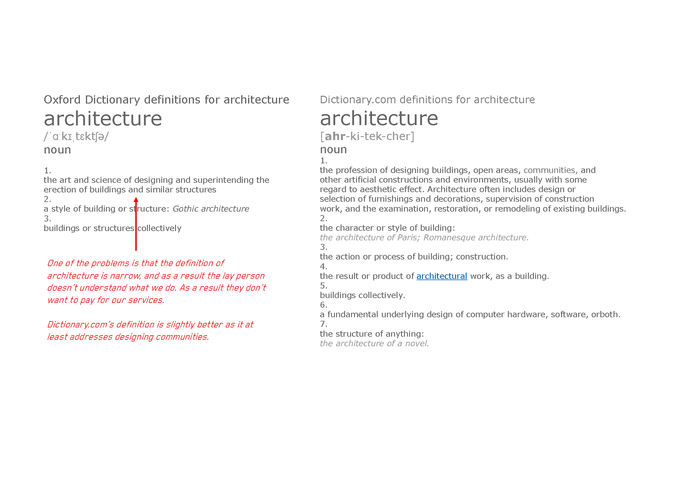 Oxford Dictionary definitions for architecture
architecture
/ˈɑ kɪˌtɛktʃə/
noun
1.
the art and science of designing and superintending the
erection of buildings and similar structures
2.
a style of building or structure: Gothic architecture
3.
buildings or structures collectively
One of the problems is that the definition of
architecture is narrow, and as a result the lay person
doesn't understand what we do. As a result they don't
want to pay for our services.
Dictionary.com's definition is slightly better as it at
least addresses designing communities.
Dictionary.com definitions for architecture
architecture
[ahr-ki-tek-cher]
noun
1.
the profession of designing buildings, open areas, communities, and
other artificial constructions and environments, usually with some
regard to aesthetic effect. Architecture often includes design or
selection of furnishings and decorations, supervision of construction
work, and the examination, restoration, or remodeling of existing buildings.
2.
the character or style of building:
the architecture of Paris; Romanesque architecture.
3.
the action or process of building; construction.
4.
the result or product of architectural work, as a building.
5.
buildings collectively.
6.
a fundamental underlying design of computer hardware, software, orboth.
7.
the structure of anything:
the architecture of a novel.